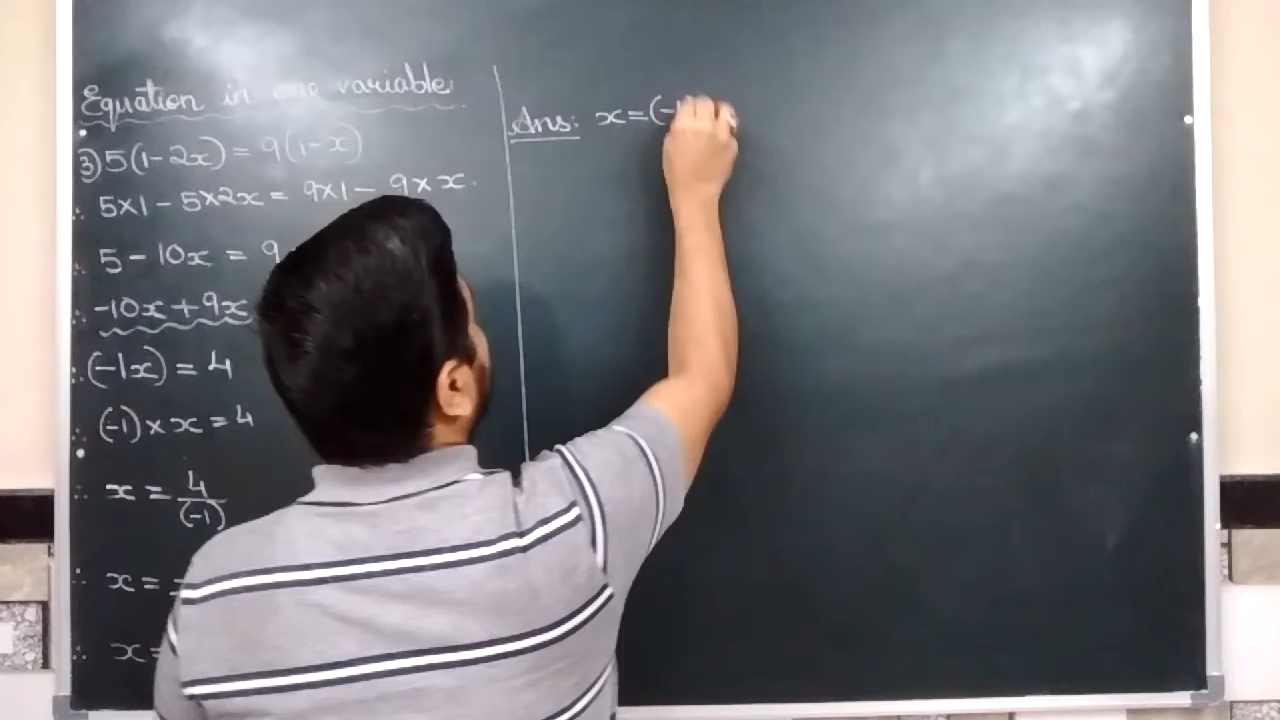 Equation in one variable
3) 5(1-2x) = 9(1-x)
∴ 5×1 - 5×2x = 9×1 - 9×x.
∴ 5 - 10x = 9
∴ -10x + 9x
∴ (-1x) = 4
∴ (-1) × x = 4
∴ x = 4/(-1)
∴ x =
∴ x =
Ans: x = (-